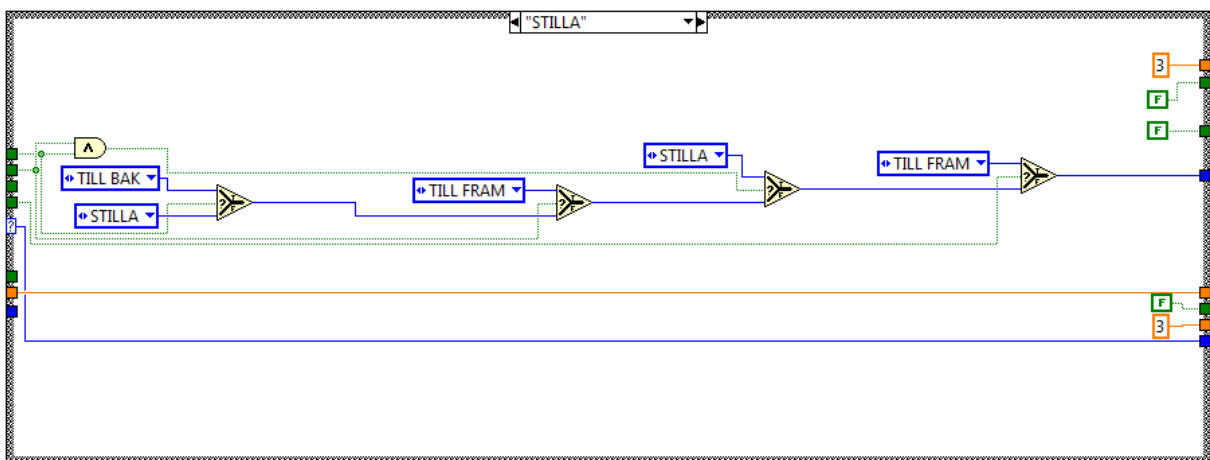 "STILLA"
3
F
F
Λ
STILLA
TILL FRAM
TILL BAK
TILL FRAM
? T F
? T F
? T F
? T F
STILLA
?
F
3